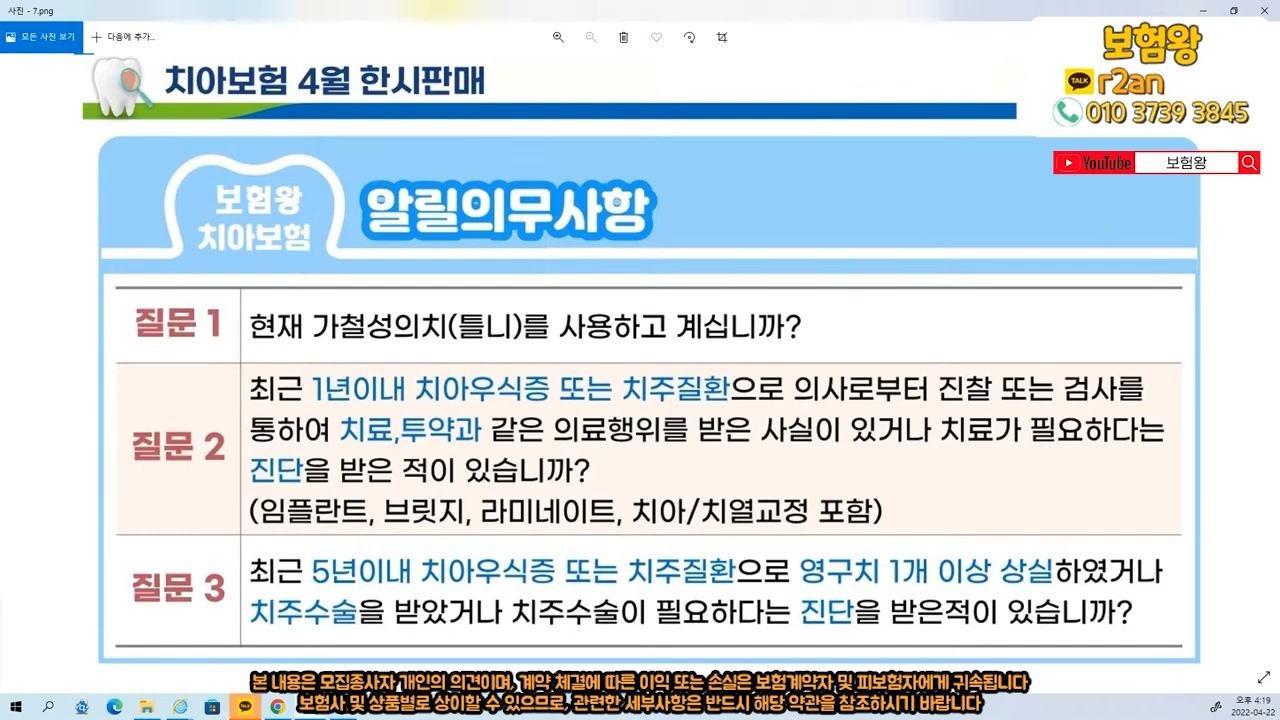 사진 - 7.png
모든 사진 보기
다음에 추가...
보험왕
TALK
r2an
010 3739 3845
YouTube
보험왕
치아보험 4월 한시판매
보험왕
치아보험
알릴의무사항
질문 1
현재 가철성의치(틀니)를 사용하고 계십니까?
질문 2
최근 1년이내 치아우식증 또는 치주질환으로 의사로부터 진찰 또는 검사를
통하여 치료,투약과 같은 의료행위를 받은 사실이 있거나 치료가 필요하다는
진단을 받은 적이 있습니까?
(임플란트, 브릿지, 라미네이트, 치아/치열교정 포함)
질문 3
최근 5년이내 치아우식증 또는 치주질환으로 영구치 1개 이상 상실하였거나
치주수술을 받았거나 치주수술이 필요하다는 진단을 받은적이 있습니까?
본 내용은 모집종사자 개인의 의견이며, 계약 체결에 따른 이익 또는 손실은 보험계약자 및 피보험자에게 귀속됩니다
보험사 및 상품별로 상이할 수 있으므로, 관련한 세부사항은 반드시 해당 약관을 참조하시기 바랍니다
오후 4:19
2022-04-22